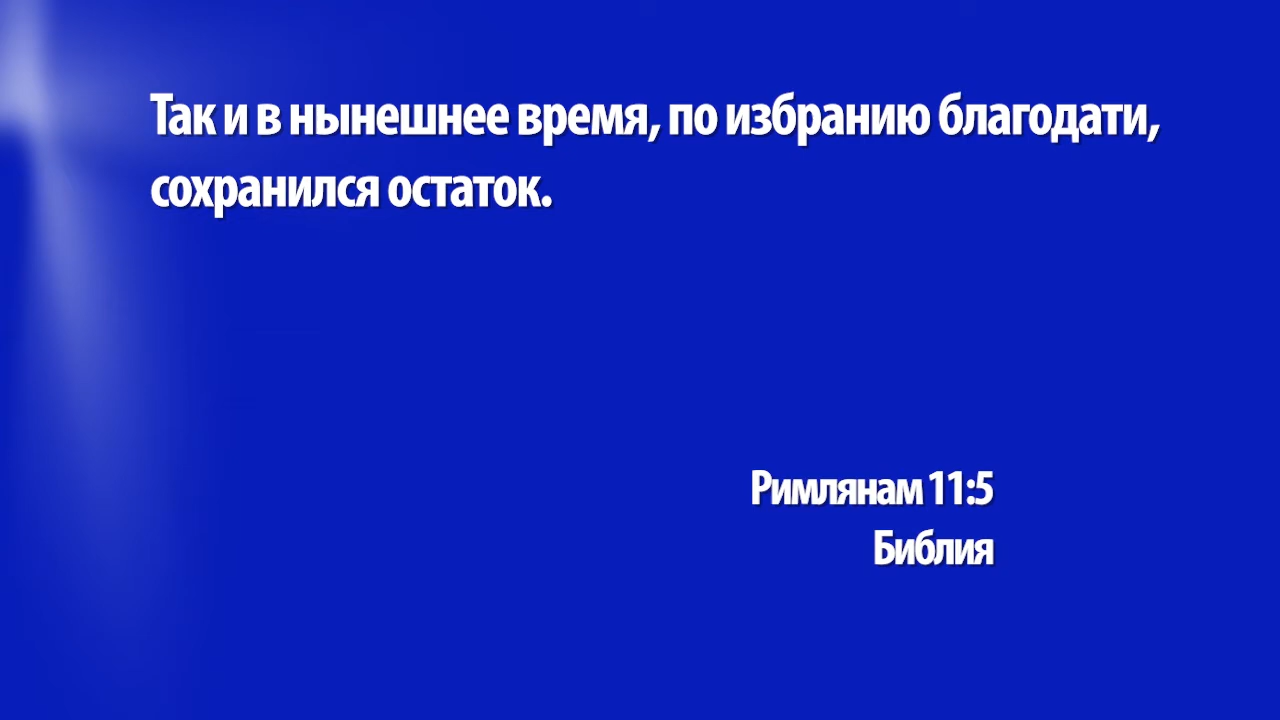 Так и в нынешнее время, по избранию благодати,
сохранился остаток.
Римлянам 11:5
Библия